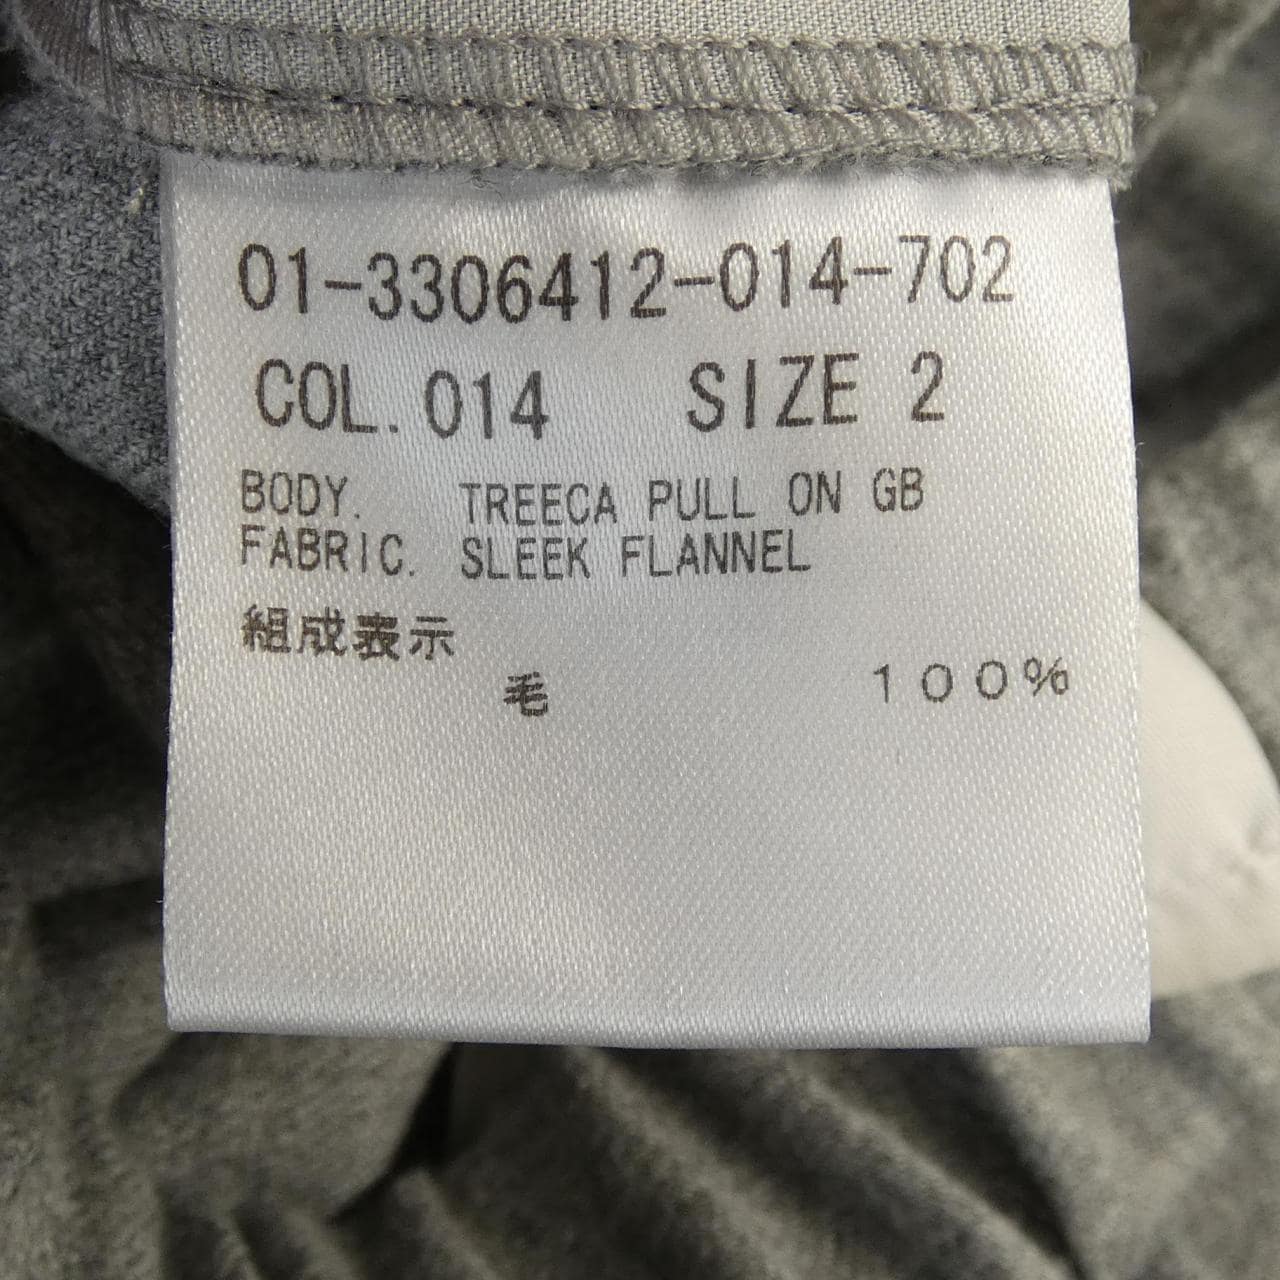 01-3306412-014-702
COL.014 SIZE 2
BODY. TREECA PULL ON GB
FABRIC. SLEEK FLANNEL
組成表示
毛 100%